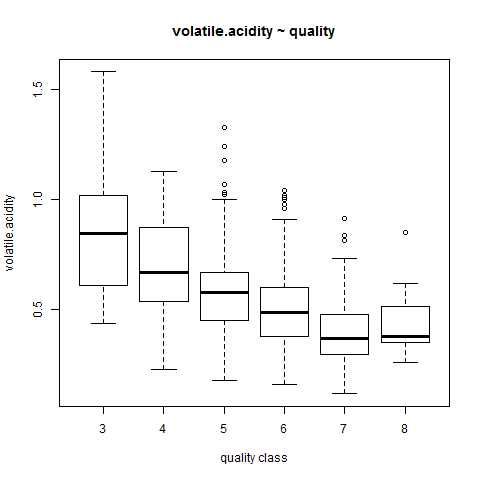 volatile.acidity ~ quality
volatile.acidity
1.5
1.0
0.5
3 4 5 6 7 8
quality class